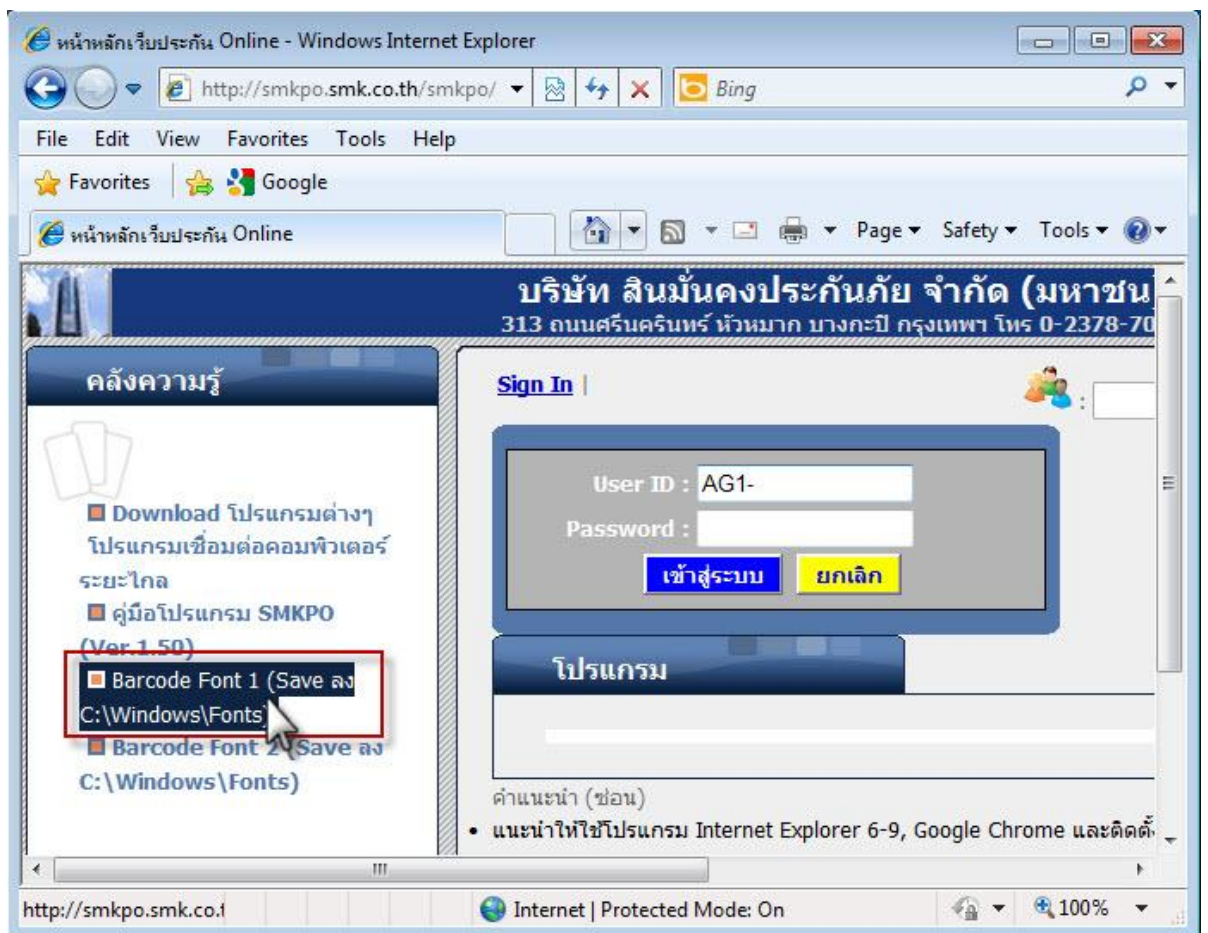 หน้าหลักเว็บประกัน Online - Windows Internet Explorer
http://smkpo.smk.co.th/smkpo/
Bing
File Edit View Favorites Tools Help
Favorites Google
หน้าหลักเว็บประกัน Online
Page Safety Tools
บริษัท สินมั่นคงประกันภัย จำกัด (มหาชน)
313 ถนนศรีนครินทร์ หัวหมาก บางกะปิ กรุงเทพฯ โทร 0-2378-70
คลังความรู้
Download โปรแกรมต่างๆ
โปรแกรมเชื่อมต่อคอมพิวเตอร์
ระยะไกล
คู่มือโปรแกรม SMKPO
(Ver.1.50)
Barcode Font 1 (Save ลง
C:\Windows\Fonts)
Barcode Font 2 (Save ลง
C:\Windows\Fonts)
Sign In |
:
User ID : AG1-
Password :
เข้าสู่ระบบ ยกเลิก
โปรแกรม
คำแนะนำ (ซ่อน)
• แนะนำให้ใช้โปรแกรม Internet Explorer 6-9, Google Chrome และติดตั้ง
http://smkpo.smk.co.t
Internet | Protected Mode: On
100%